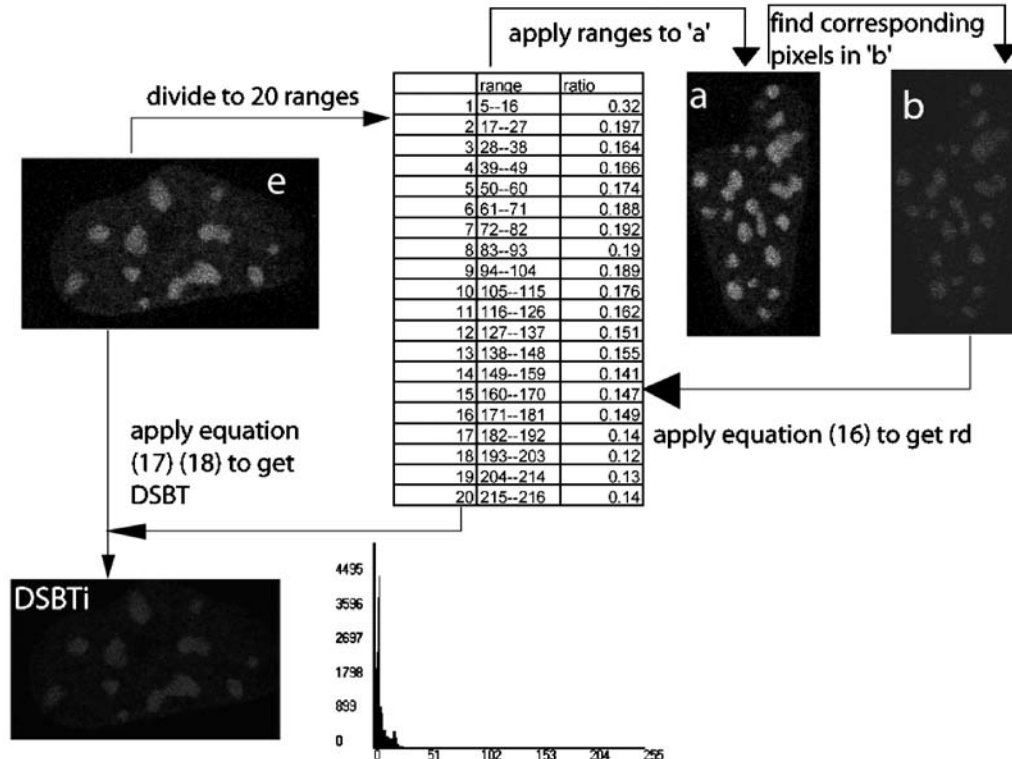 apply ranges to 'a'
find corresponding
pixels in 'b'
divide to 20 ranges
e
range ratio
1 5--16 0.32
2 17--27 0.197
3 28--38 0.164
4 39--49 0.166
5 50--60 0.174
6 61--71 0.188
7 72--82 0.192
8 83--93 0.19
9 94--104 0.189
10 105--115 0.176
11 116--126 0.162
12 127--137 0.151
13 138--148 0.155
14 149--159 0.141
15 160--170 0.147
16 171--181 0.149
17 182--192 0.14
18 193--203 0.12
19 204--214 0.13
20 215--216 0.14
a
b
apply equation
(17) (18) to get
DSBT
apply equation (16) to get rd
DSBTi
4495
3596
2697
1798
899
0
0 51 102 153 204 255